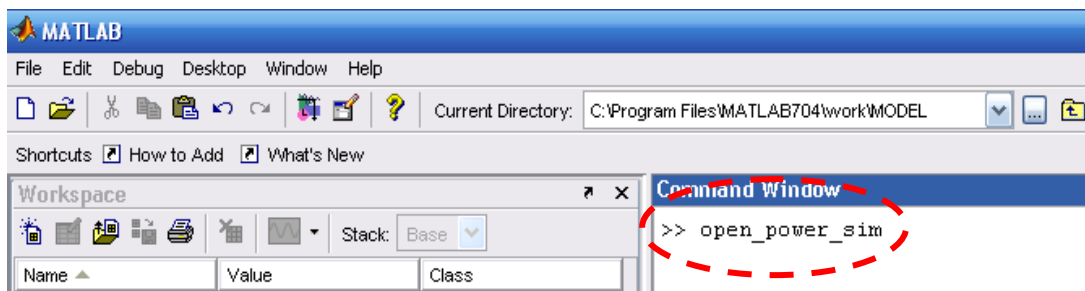 MATLAB
File Edit Debug Desktop Window Help
Current Directory: C:\Program Files\MATLAB704\work\MODEL
Shortcuts How to Add What's New
Workspace
Command Window
Stack: Base
>> open_power_sim
Name Value Class